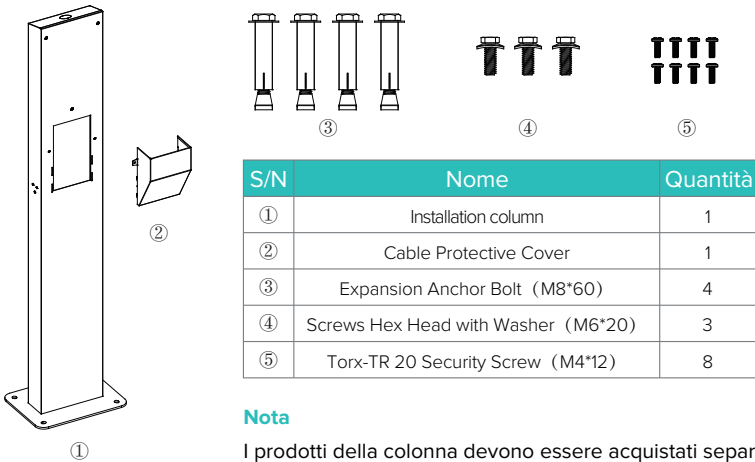 ③
④
⑤
②
①
S/N Nome Quantità
① Installation column 1
② Cable Protective Cover 1
③ Expansion Anchor Bolt（M8*60） 4
④ Screws Hex Head with Washer（M6*20） 3
⑤ Torx-TR 20 Security Screw（M4*12） 8
Nota
I prodotti della colonna devono essere acquistati separ